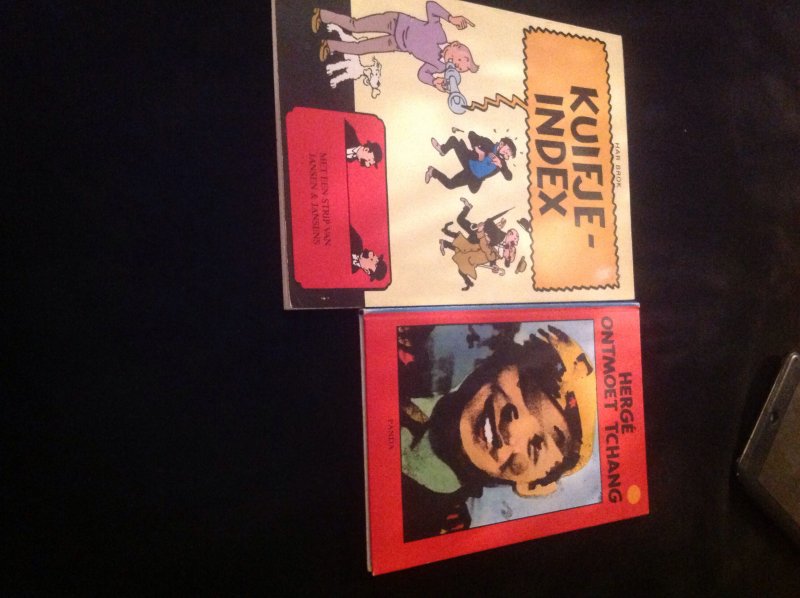 HAR BROK
KUIFJE-
INDEX
MET EEN STRIP VAN
JANSEN & JANSSENS
HERGÉ
ONTMOET TCHANG
PANDA